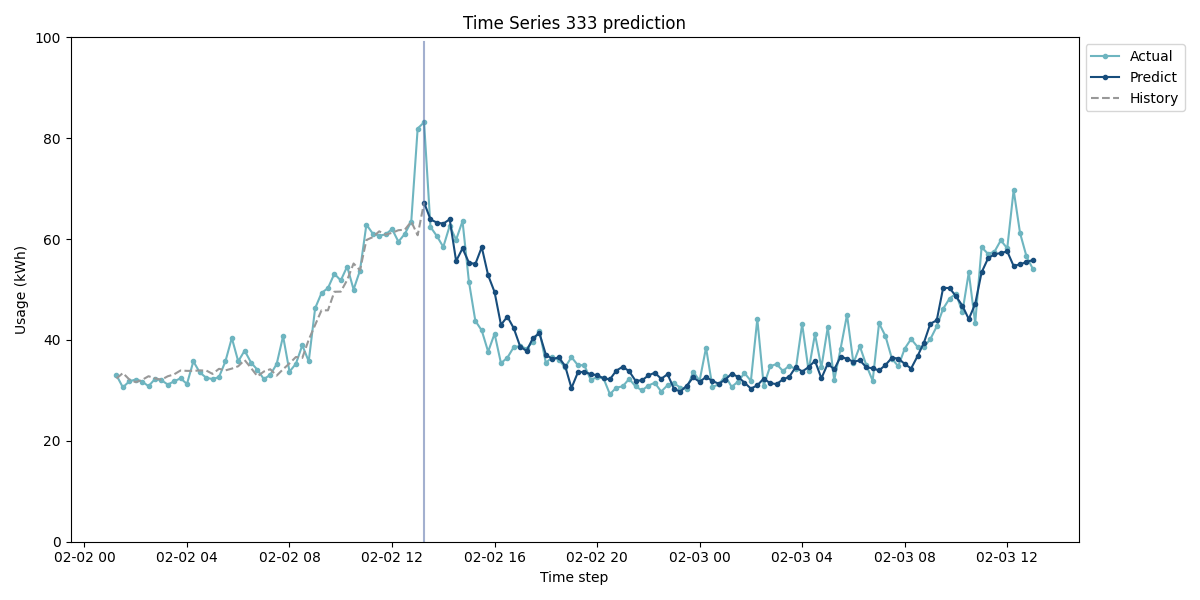 Time Series 333 prediction
100
80
60
40
20
0
Usage (kWh)
02-02 00
02-02 04
02-02 08
02-02 12
02-02 16
02-02 20
02-03 00
02-03 04
02-03 08
02-03 12
Time step
Actual
Predict
History